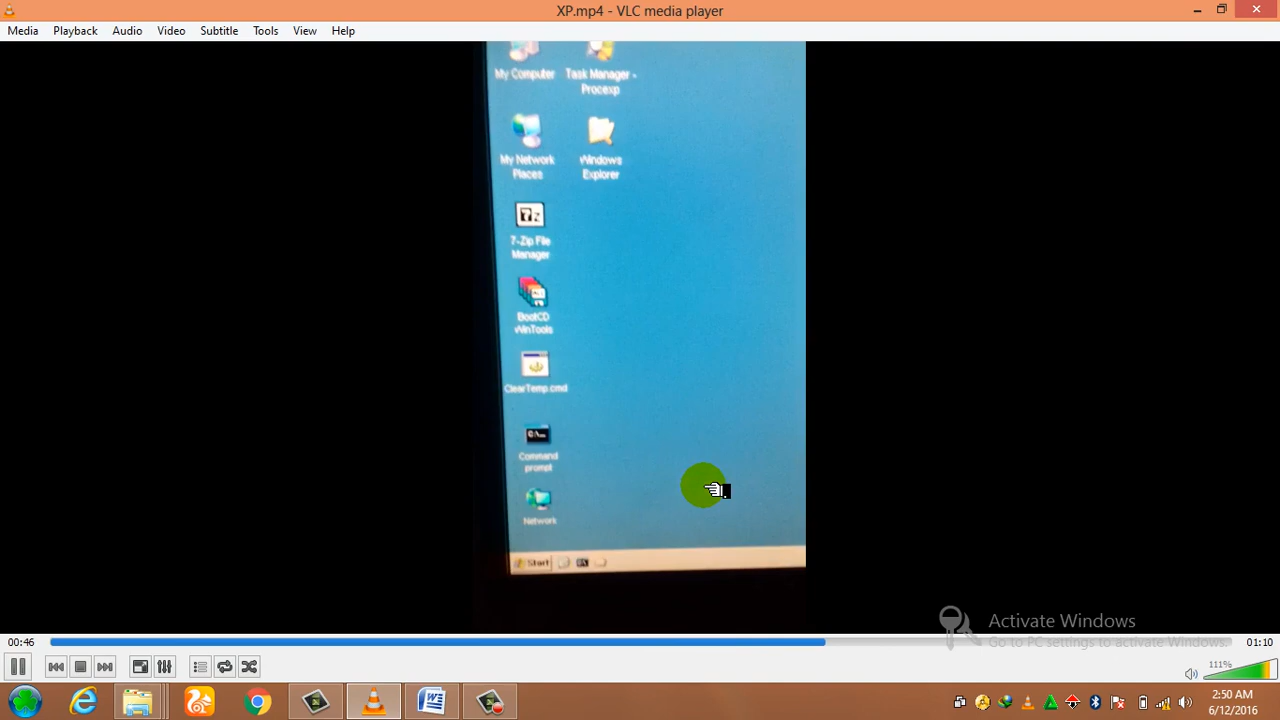 XP.mp4 - VLC media player
Media Playback Audio Video Subtitle Tools View Help
My Computer
Task Manager -
Procexp
My Network
Places
Windows
Explorer
7-Zip File
Manager
BootCD
WinTools
ClearTemp.cmd
C:\
Command
prompt
Network
Start
Activate Windows
Go to PC settings to activate Windows.
00:46
01:10
111%
2:50 AM
6/12/2016